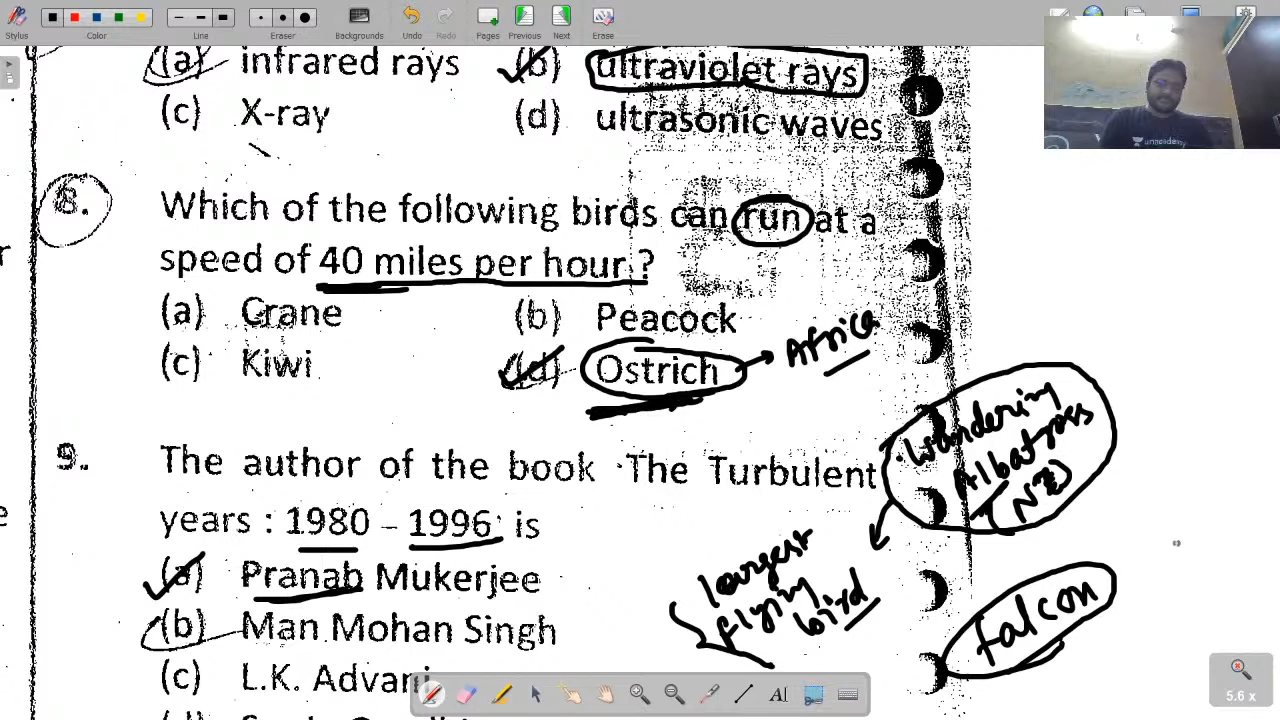 Stylus
Color
Line
Eraser
Backgrounds
Undo
Redo
Pages
Previous
Next
Erase
unacademy
(a) infrared rays (b) ultraviolet rays
(c) X-ray (d) ultrasonic waves
8. Which of the following birds can run at a
speed of 40 miles per hour ?
(a) Crane (b) Peacock
(c) Kiwi (d) Ostrich
Africa
Wandering
Albatross
(NZ)
9. The author of the book The Turbulent
years : 1980 – 1996 is
(a) Pranab Mukerjee
(b) Man Mohan Singh
(c) L.K. Advani
largest
flying
bird
falcon
5.6 x